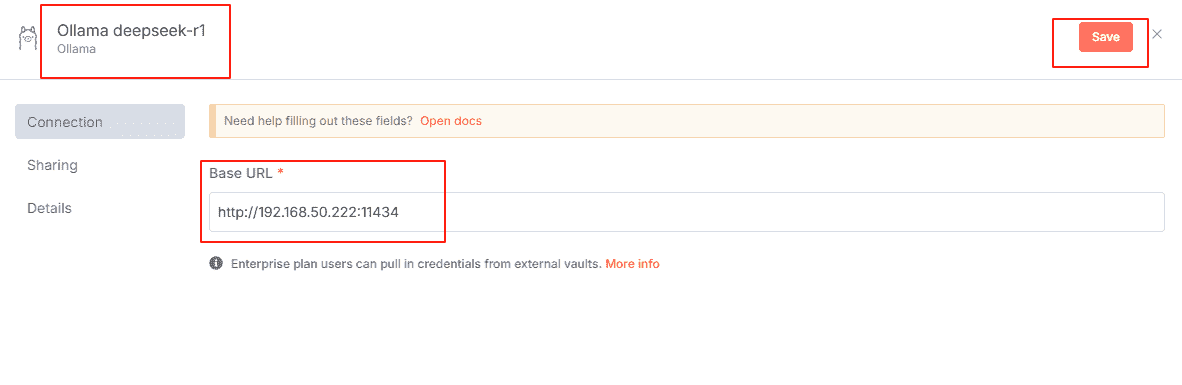 Ollama deepseek-r1
Ollama
Save
Connection
Need help filling out these fields? Open docs
Sharing
Base URL *
Details
http://192.168.50.222:11434
Enterprise plan users can pull in credentials from external vaults. More info